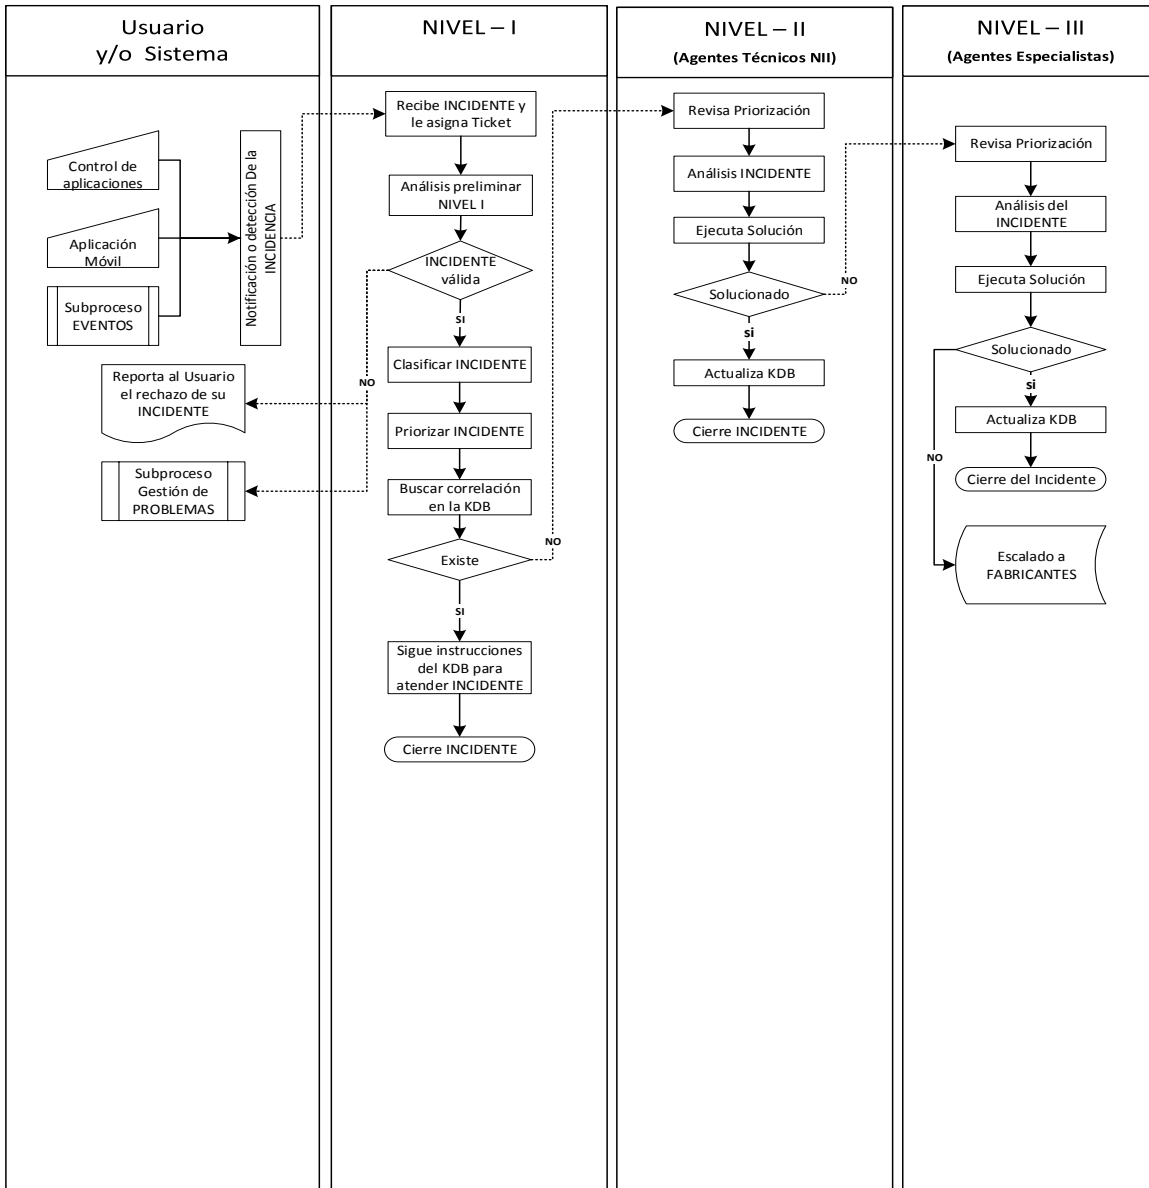 Usuario
y/o Sistema
Control de
aplicaciones
Aplicación
Móvil
Subproceso
EVENTOS
Notificación o detección De la
INCIDENCIA
Reporta al Usuario
el rechazo de su
INCIDENTE
Subproceso
Gestión de
PROBLEMAS
NIVEL – I
Recibe INCIDENTE y
le asigna Ticket
Análisis preliminar
NIVEL I
INCIDENTE
válida
NO
SI
Clasificar INCIDENTE
Priorizar INCIDENTE
Buscar correlación
en la KDB
Existe
NO
SI
Sigue instrucciones
del KDB para
atender INCIDENTE
Cierre INCIDENTE
NIVEL – II
(Agentes Técnicos NII)
Revisa Priorización
Análisis INCIDENTE
Ejecuta Solución
Solucionado
NO
si
Actualiza KDB
Cierre INCIDENTE
NIVEL – III
(Agentes Especialistas)
Revisa Priorización
Análisis del
INCIDENTE
Ejecuta Solución
Solucionado
si
Actualiza KDB
NO
Cierre del Incidente
Escalado a
FABRICANTES